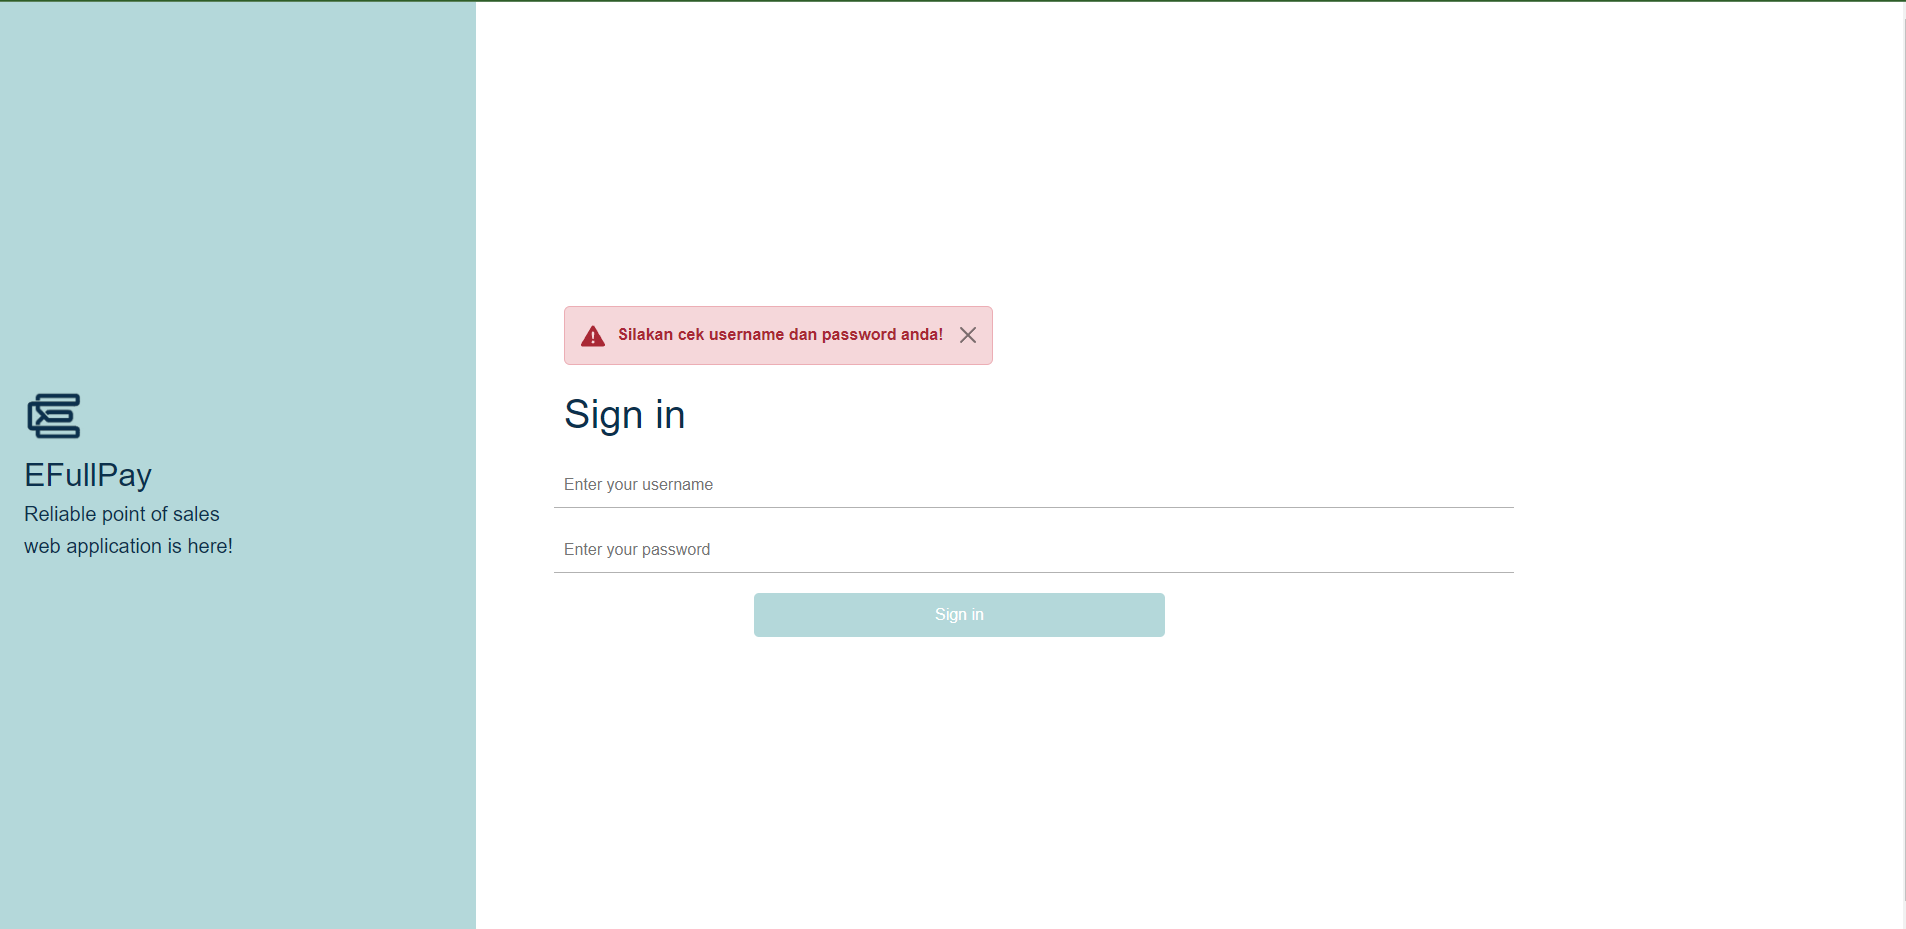 EFullPay
Reliable point of sales
web application is here!
Silakan cek username dan password anda!
Sign in
Enter your username
Enter your password
Sign in